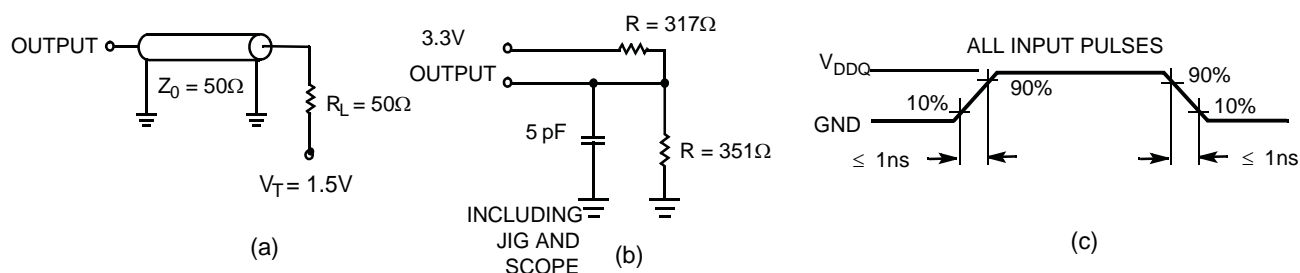 OUTPUT
Z0 = 50Ω
RL = 50Ω
VT = 1.5V
(a)
R = 317Ω
3.3V
OUTPUT
5 pF
R = 351Ω
INCLUDING
JIG AND
SCOPE
(b)
ALL INPUT PULSES
VDDQ
90%
90%
10%
10%
GND
≤ 1ns
≤ 1ns
(c)